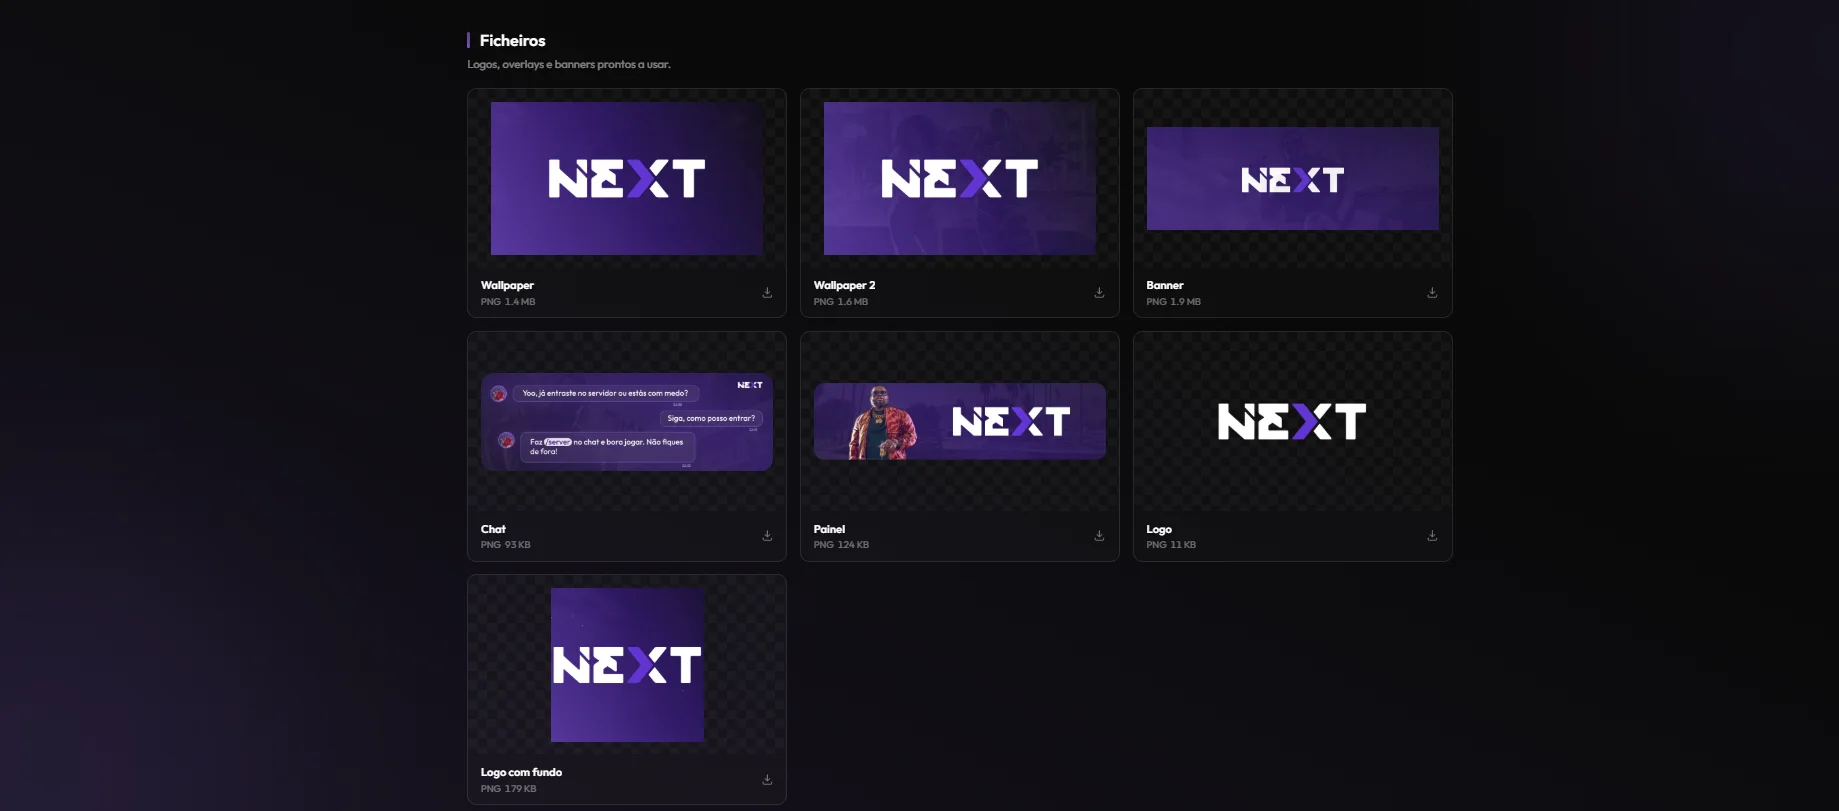 Ficheiros
Logos, overlays e banners prontos a usar.
NEXT
NEXT
NEXT
Wallpaper
PNG 1.4 MB
Wallpaper 2
PNG 1.6 MB
Banner
PNG 1.9 MB
NEXT
Yoo, já entraste no servidor ou estás com medo?
Siga, como posso entrar?
Faz /server no chat e bora jogar. Não fiques
de fora!
NEXT
NEXT
Chat
PNG 93 KB
Painel
PNG 124 KB
Logo
PNG 11 KB
NEXT
Logo com fundo
PNG 179 KB